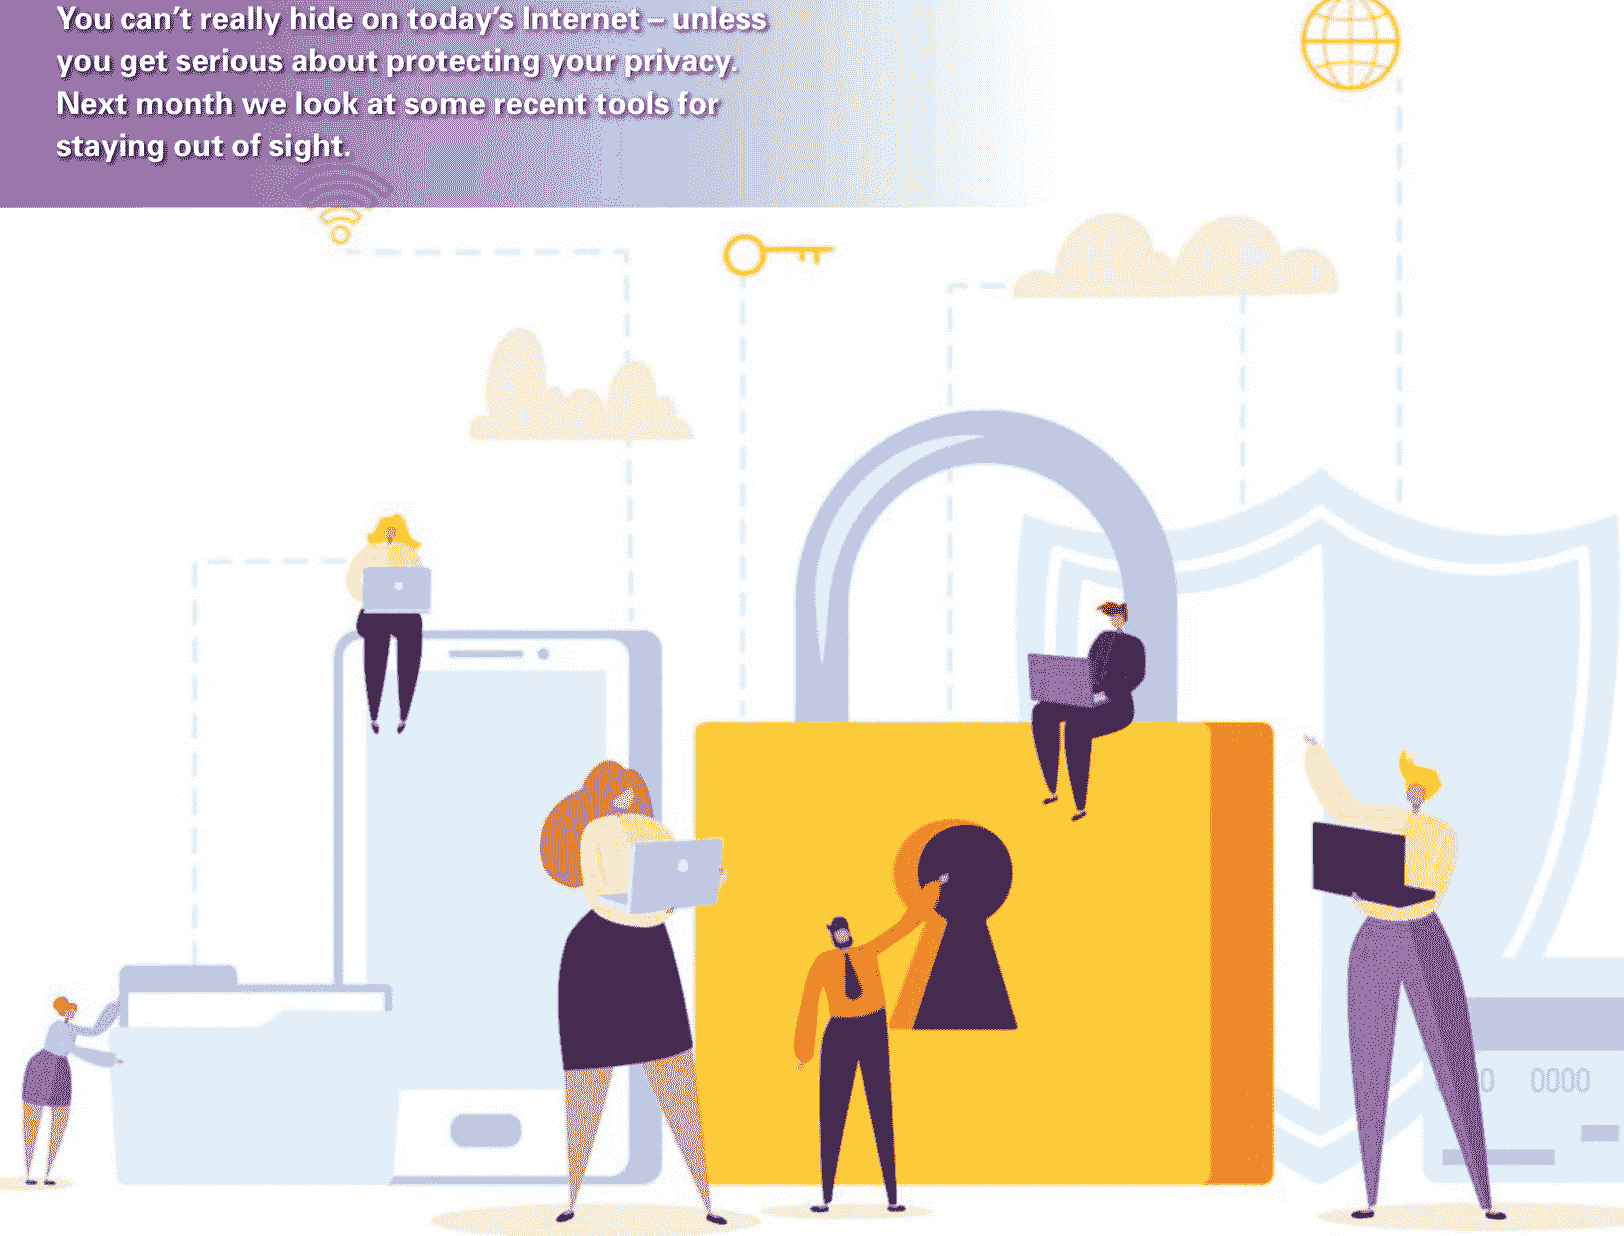 You can’t really hide on today’s Internet – unless
you get serious about protecting your privacy.
Next month we look at some recent tools for
staying out of sight.
0 0000